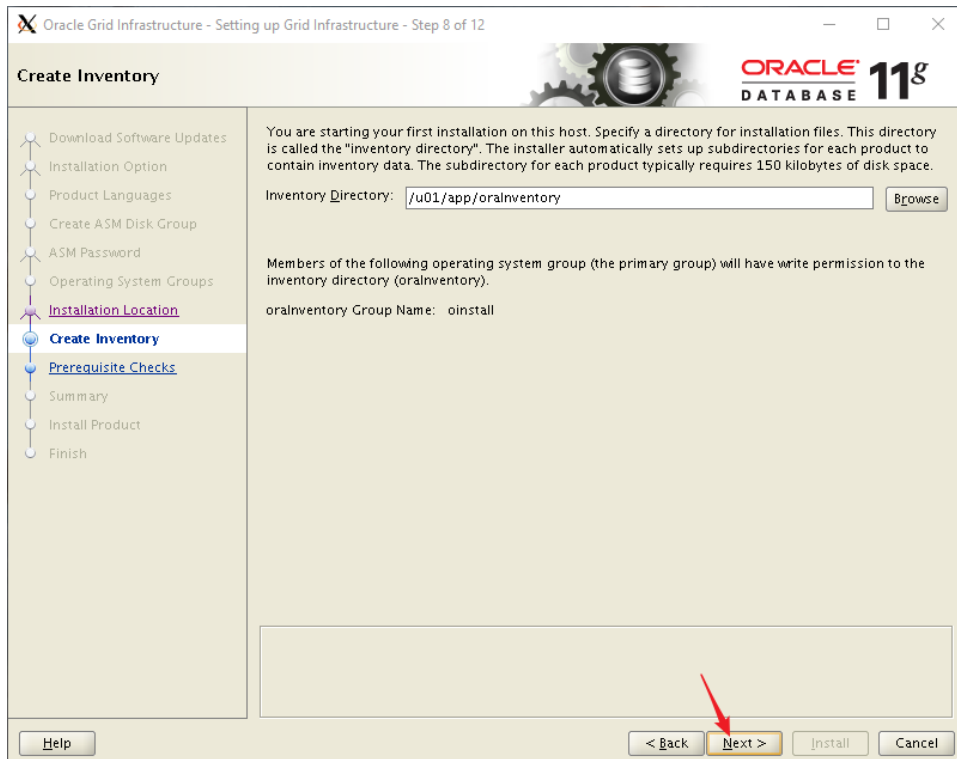 Oracle Grid Infrastructure - Setting up Grid Infrastructure - Step 8 of 12
Create Inventory
ORACLE
DATABASE
11g
Download Software Updates
Installation Option
Product Languages
Create ASM Disk Group
ASM Password
Operating System Groups
Installation Location
Create Inventory
Prerequisite Checks
Summary
Install Product
Finish
You are starting your first installation on this host. Specify a directory for installation files. This directory
is called the "inventory directory". The installer automatically sets up subdirectories for each product to
contain inventory data. The subdirectory for each product typically requires 150 kilobytes of disk space.
Inventory Directory: /u01/app/oraInventory Browse
Members of the following operating system group (the primary group) will have write permission to the
inventory directory (oraInventory).
oraInventory Group Name: oinstall
Help < Back Next > Install Cancel